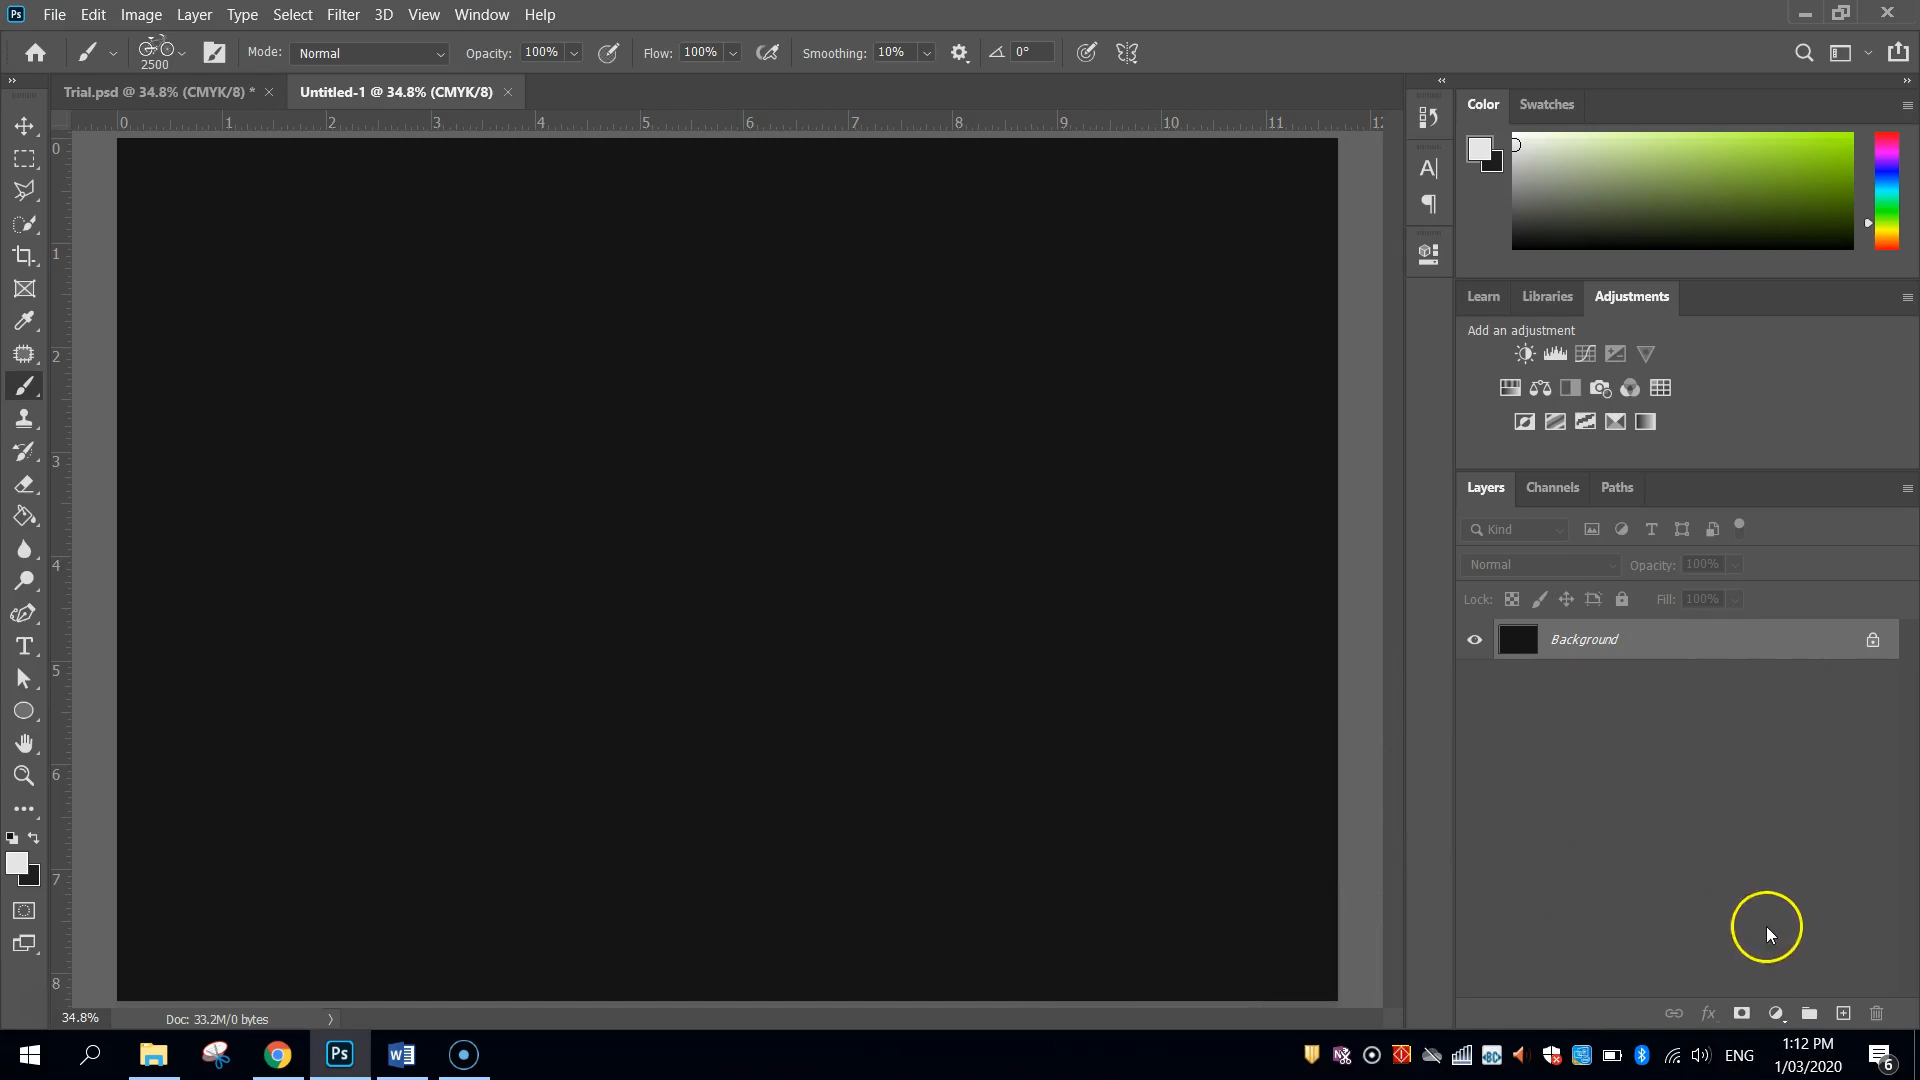 Ps File Edit Image Layer Type Select Filter 3D View Window Help
2500 Mode: Normal Opacity: 100% Flow: 100% Smoothing: 10% 0°
Trial.psd @ 34.8% (CMYK/8) * Untitled-1 @ 34.8% (CMYK/8)
0 1 2 3 4 5 6 7 8 9 10 11
0
1
2
3
4
5
6
7
8
Color Swatches
Learn Libraries Adjustments
Add an adjustment
Layers Channels Paths
Kind
Normal Opacity: 100%
Lock: Fill: 100%
Background
34.8% Doc: 33.2M/0 bytes
Ps ENG
1:12 PM
1/03/2020
6